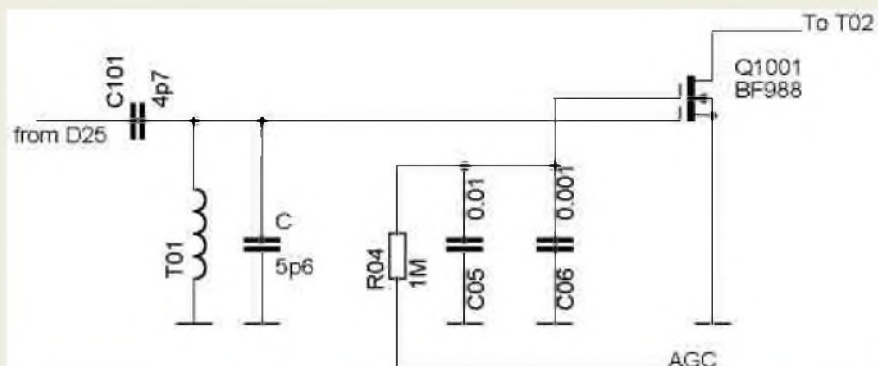 To T02
Q1001
BF988
C101
4p7
from D25
T01
C
5p6
R04
1M
0.01
C05
0.001
C06
AGC